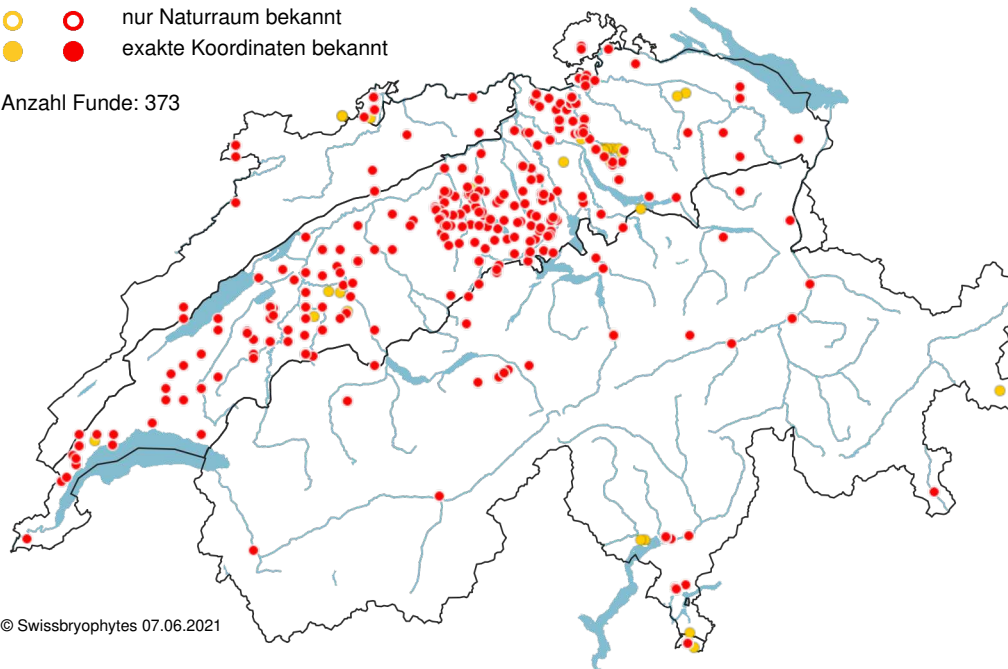 nur Naturraum bekannt
exakte Koordinaten bekannt
Anzahl Funde: 373
© Swissbryophytes 07.06.2021